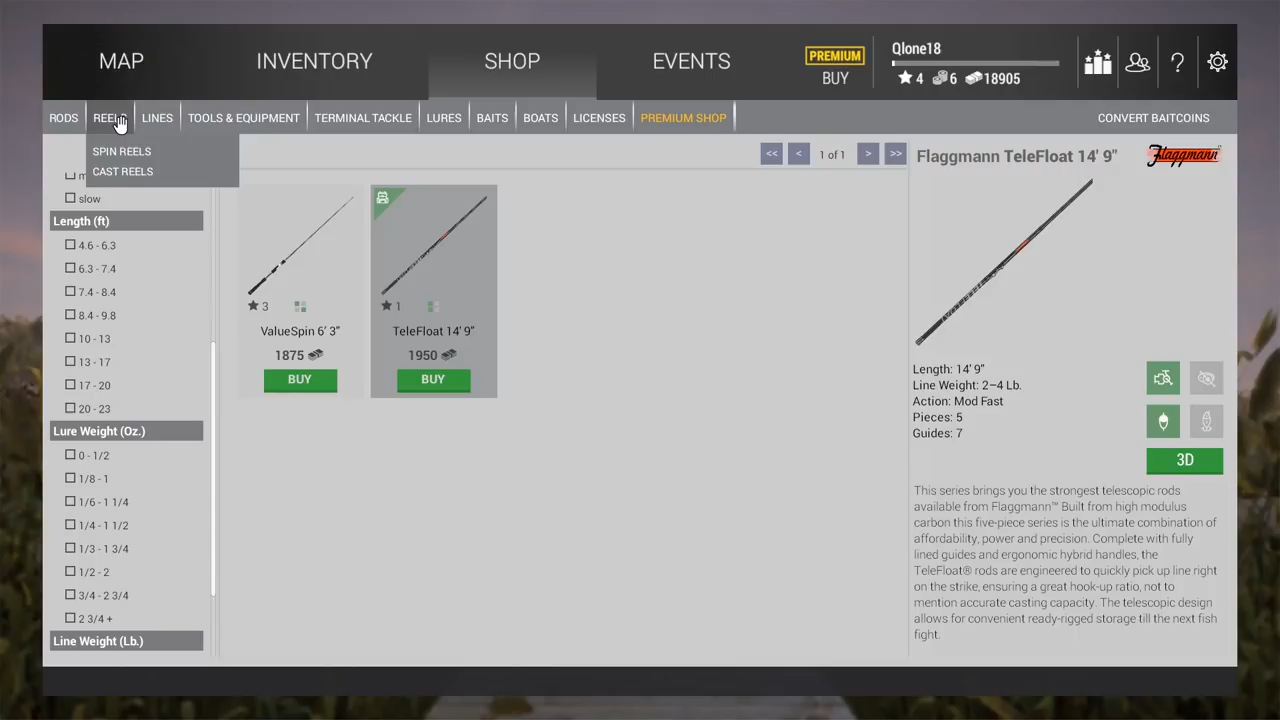 MAP
INVENTORY
SHOP
EVENTS
PREMIUM
BUY
Qlone18
4 6 18905
RODS
REELS
LINES
TOOLS & EQUIPMENT
TERMINAL TACKLE
LURES
BAITS
BOATS
LICENSES
PREMIUM SHOP
CONVERT BAITCOINS
SPIN REELS
CAST REELS
slow
Length (ft)
4.6 - 6.3
6.3 - 7.4
7.4 - 8.4
8.4 - 9.8
10 - 13
13 - 17
17 - 20
20 - 23
Lure Weight (Oz.)
0 - 1/2
1/8 - 1
1/6 - 1 1/4
1/4 - 1 1/2
1/3 - 1 3/4
1/2 - 2
3/4 - 2 3/4
2 3/4 +
Line Weight (Lb.)
<< < 1 of 1 > >>
3
ValueSpin 6' 3"
1875
BUY
1
TeleFloat 14' 9"
1950
BUY
Flaggmann TeleFloat 14' 9"
Flaggmann
Length: 14' 9"
Line Weight: 2–4 Lb.
Action: Mod Fast
Pieces: 5
Guides: 7
3D
This series brings you the strongest telescopic rods
available from Flaggmann™ Built from high modulus
carbon this five-piece series is the ultimate combination of
affordability, power and precision. Complete with fully
lined guides and ergonomic hybrid handles, the
TeleFloat® rods are engineered to quickly pick up line right
on the strike, ensuring a great hook-up ratio, not to
mention accurate casting capacity. The telescopic design
allows for convenient ready-rigged storage till the next fish
fight.